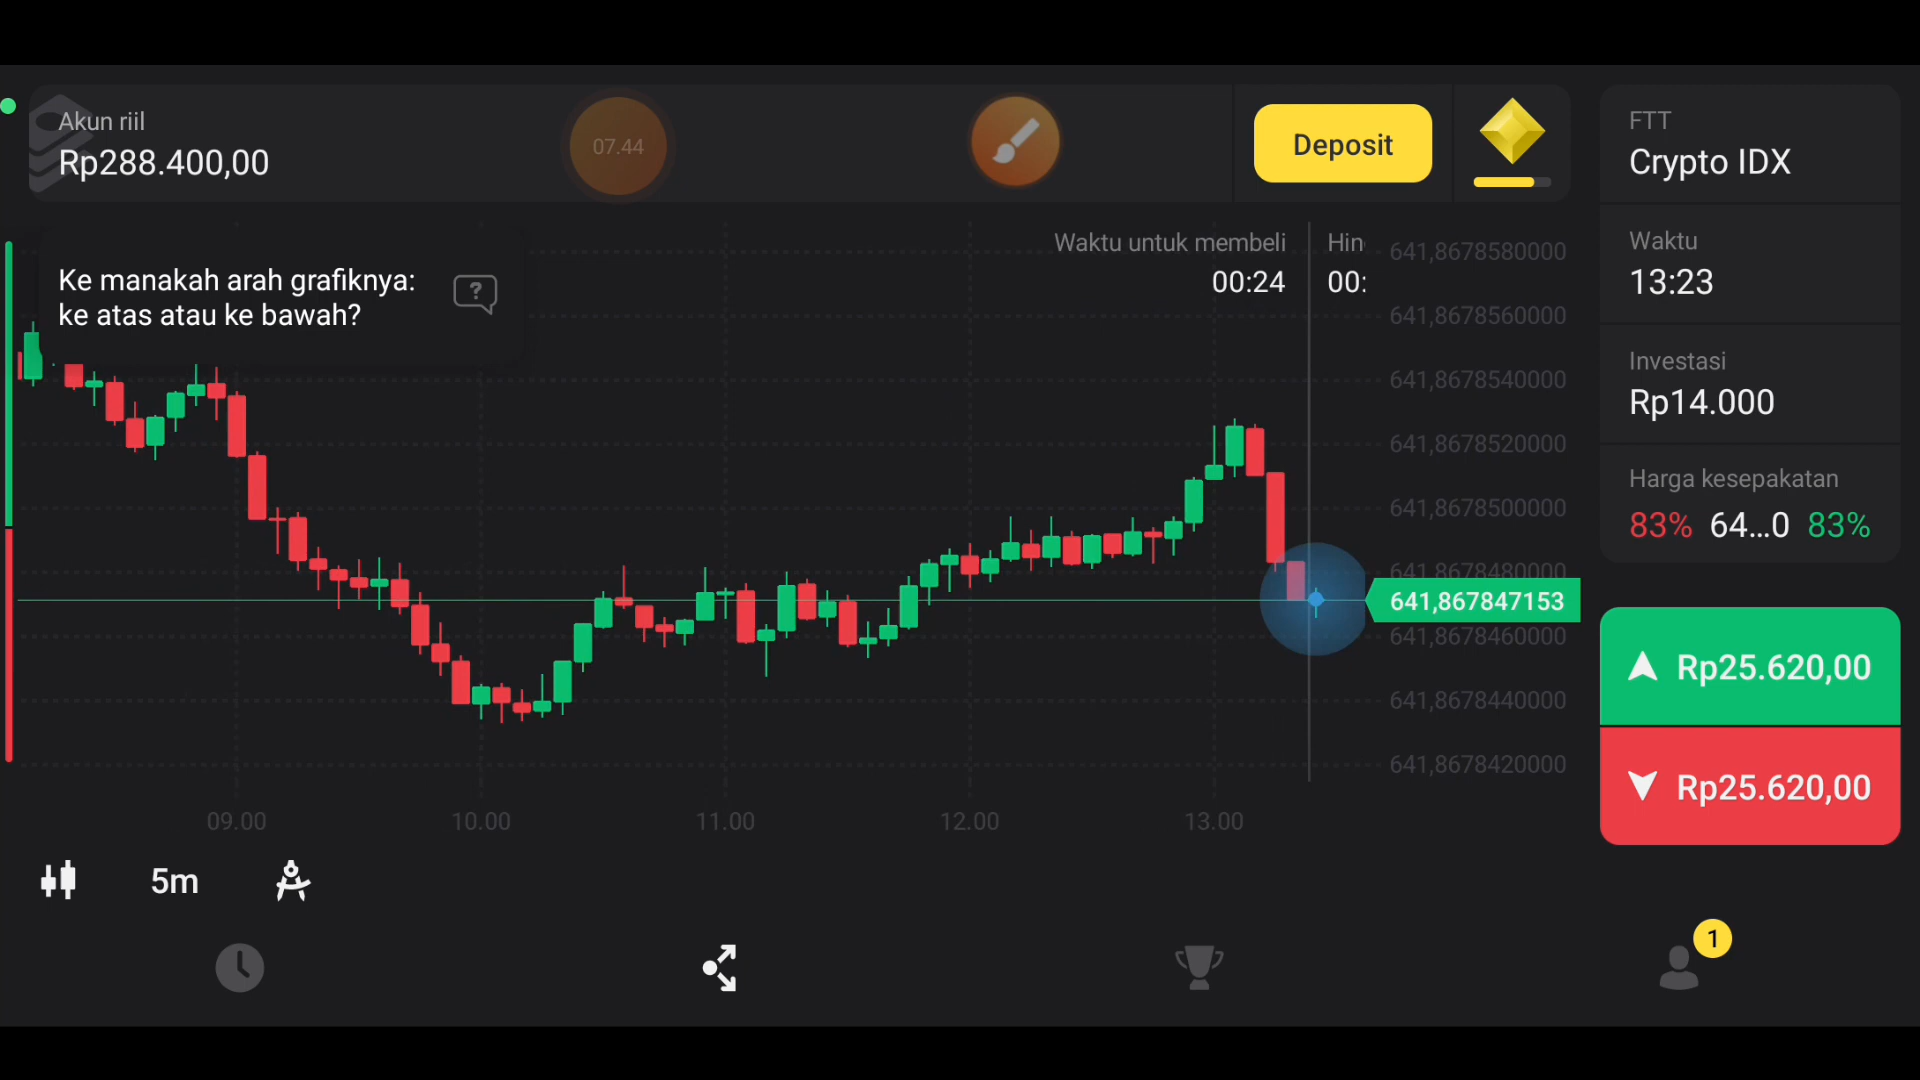 Akun riil
Rp288.400,00
07.44
Deposit
FTT
Crypto IDX
Ke manakah arah grafiknya:
ke atas atau ke bawah?
?
Waktu untuk membeli
00:24
Hin
00:
Waktu
13:23
Investasi
Rp14.000
Harga kesepakatan
83% 64...0 83%
641,8678580000
641,8678560000
641,8678540000
641,8678520000
641,8678500000
641,8678480000
641,867847153
641,8678460000
641,8678440000
641,8678420000
Rp25.620,00
Rp25.620,00
09.00
10.00
11.00
12.00
13.00
5m
1